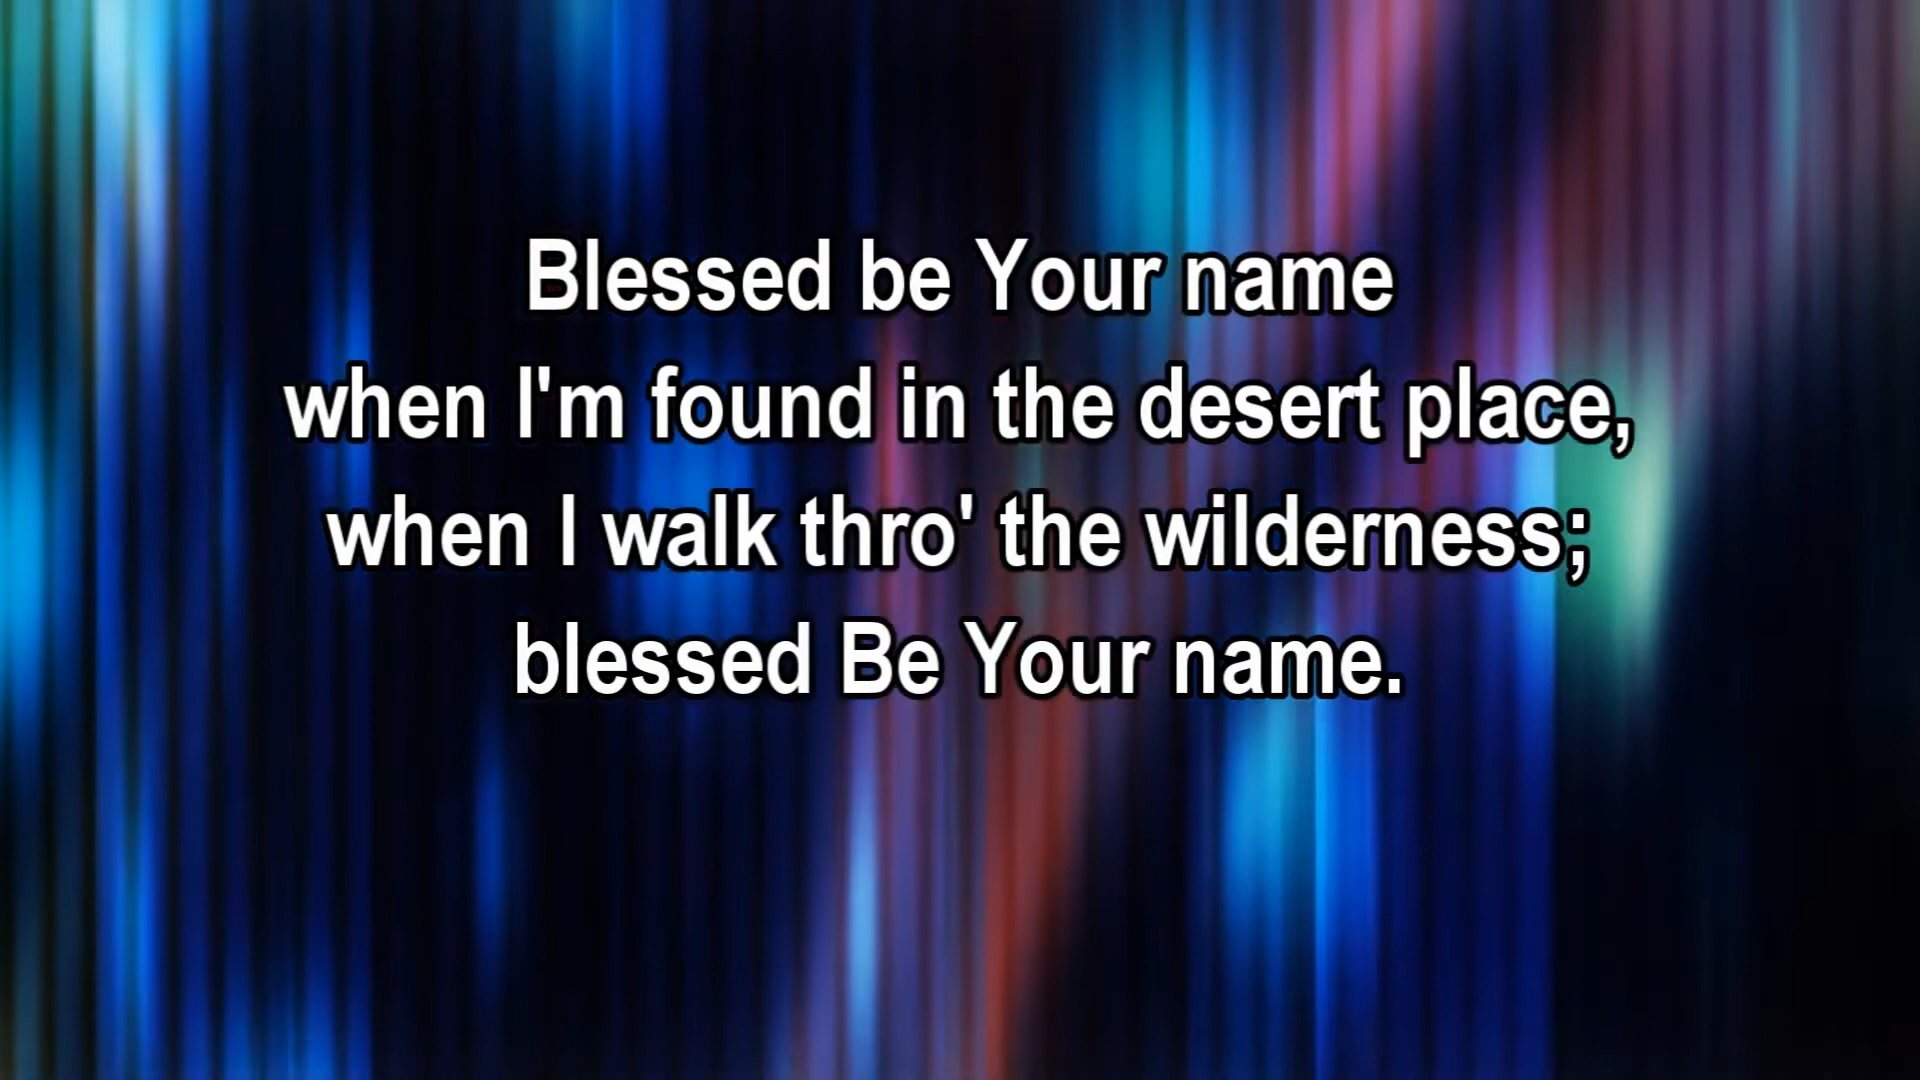 Blessed be Your name
when I'm found in the desert place,
when I walk thro' the wilderness;
blessed Be Your name.